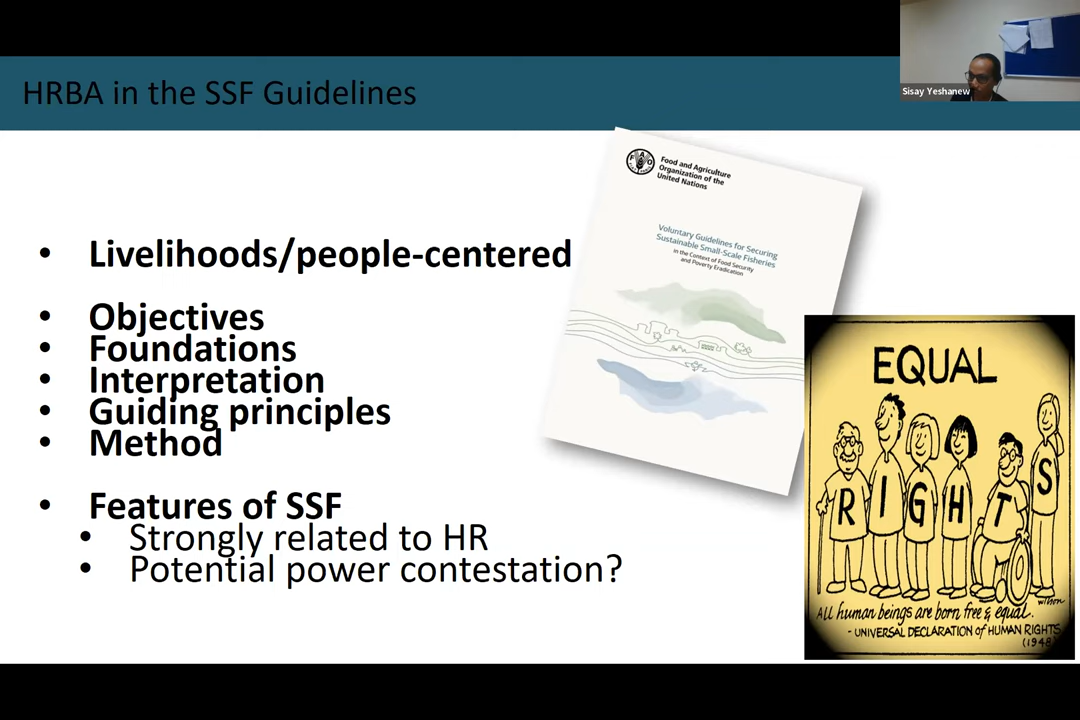 HRBA in the SSF Guidelines
Sisay Yeshanew
Livelihoods/people-centered
Objectives
Foundations
Interpretation
Guiding principles
Method
Features of SSF
Strongly related to HR
Potential power contestation?
FAO
Food and Agriculture
Organization of the
United Nations
Voluntary Guidelines for Securing
Sustainable Small-Scale Fisheries
in the Context of Food Security
and Poverty Eradication
EQUAL
RIGHTS
wilson
All human beings are born free & equal.
- UNIVERSAL DECLARATION of HUMAN RIGHTS
(1948)